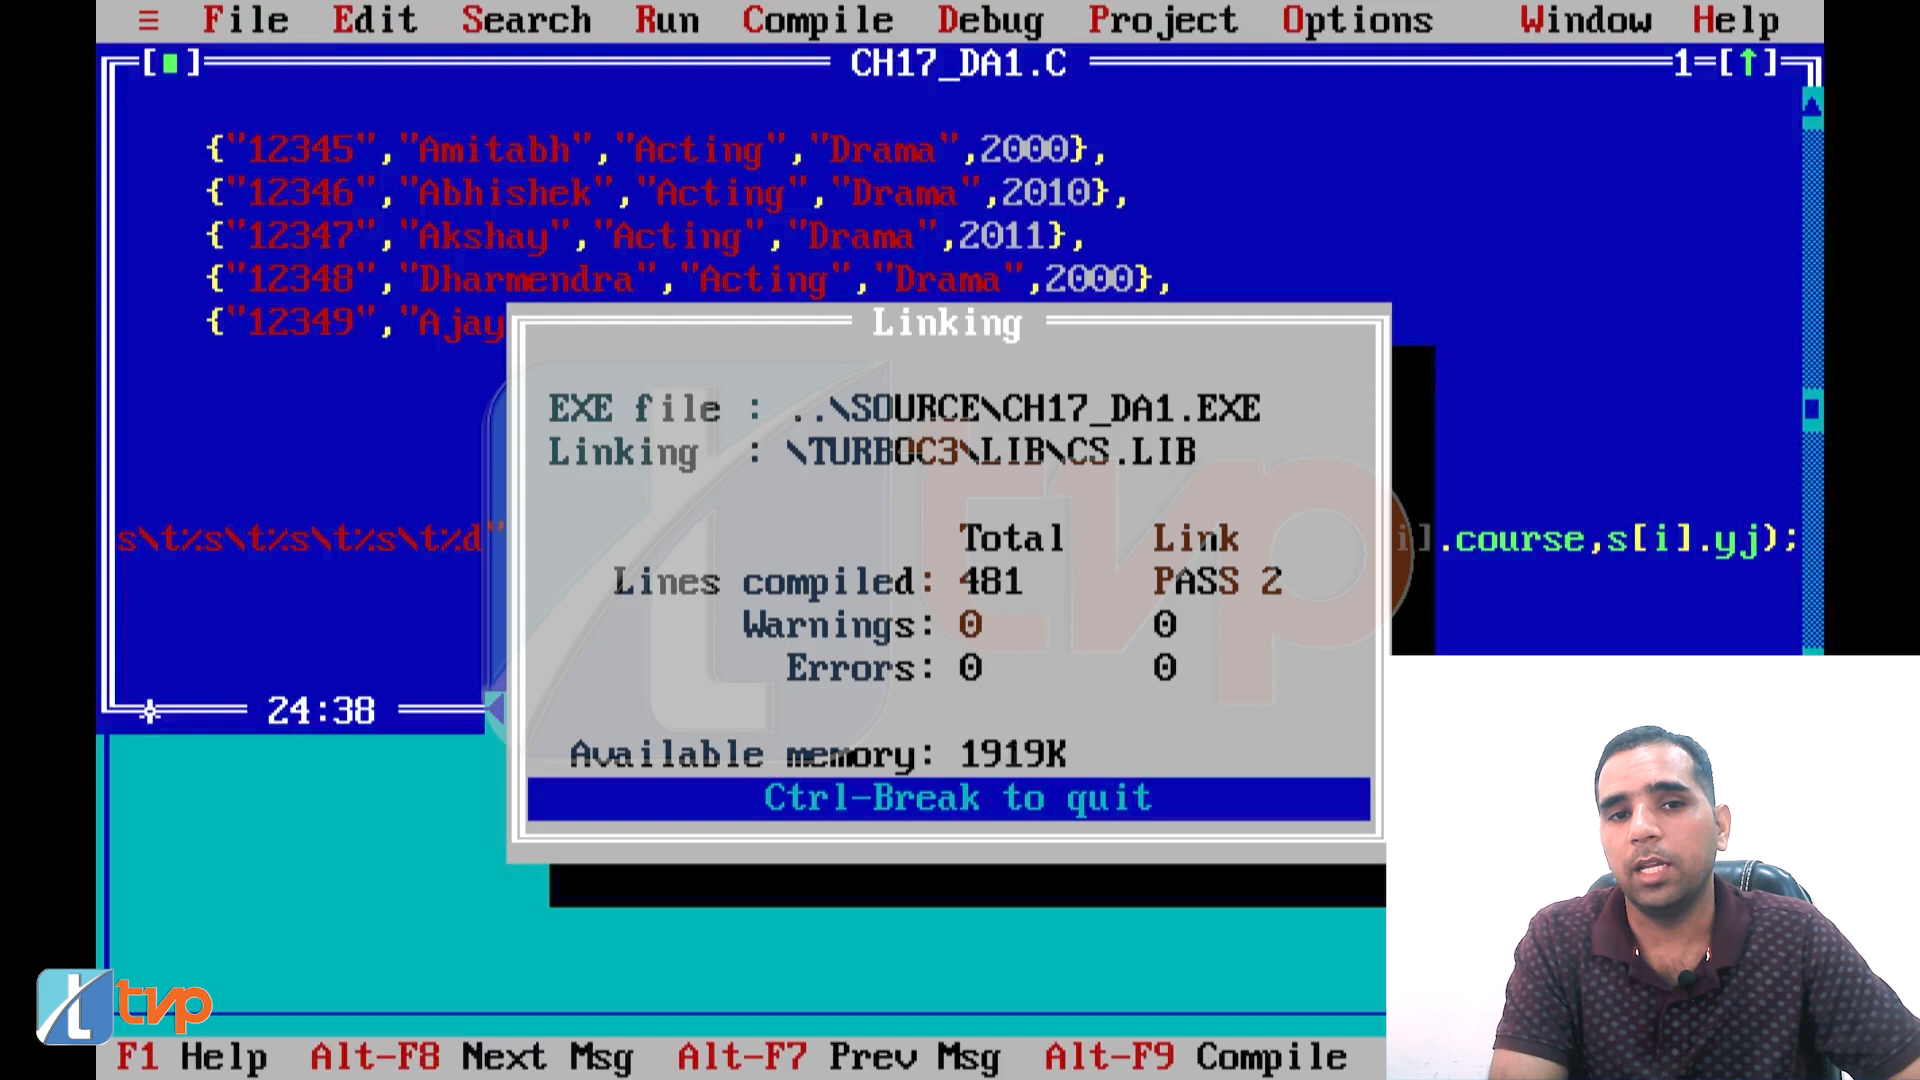 ≡ File Edit Search Run Compile Debug Project Options Window Help
[■] CH17_DA1.C 1=[↑]
{"12345","Amitabh","Acting","Drama",2000},
{"12346","Abhishek","Acting","Drama",2010},
{"12347","Akshay","Acting","Drama",2011},
{"12348","Dharmendra","Acting","Drama",2000},
{"12349","Ajay
Linking
EXE file : ..\SOURCE\CH17_DA1.EXE
Linking : \TURBOC3\LIB\CS.LIB
s\t%s\t%s\t%s\t%d" i].course,s[i].yj);
Total Link
Lines compiled: 481 PASS 2
Warnings: 0 0
Errors: 0 0
24:38
Available memory: 1919K
Ctrl-Break to quit
tvp
tvp
F1 Help Alt-F8 Next Msg Alt-F7 Prev Msg Alt-F9 Compile